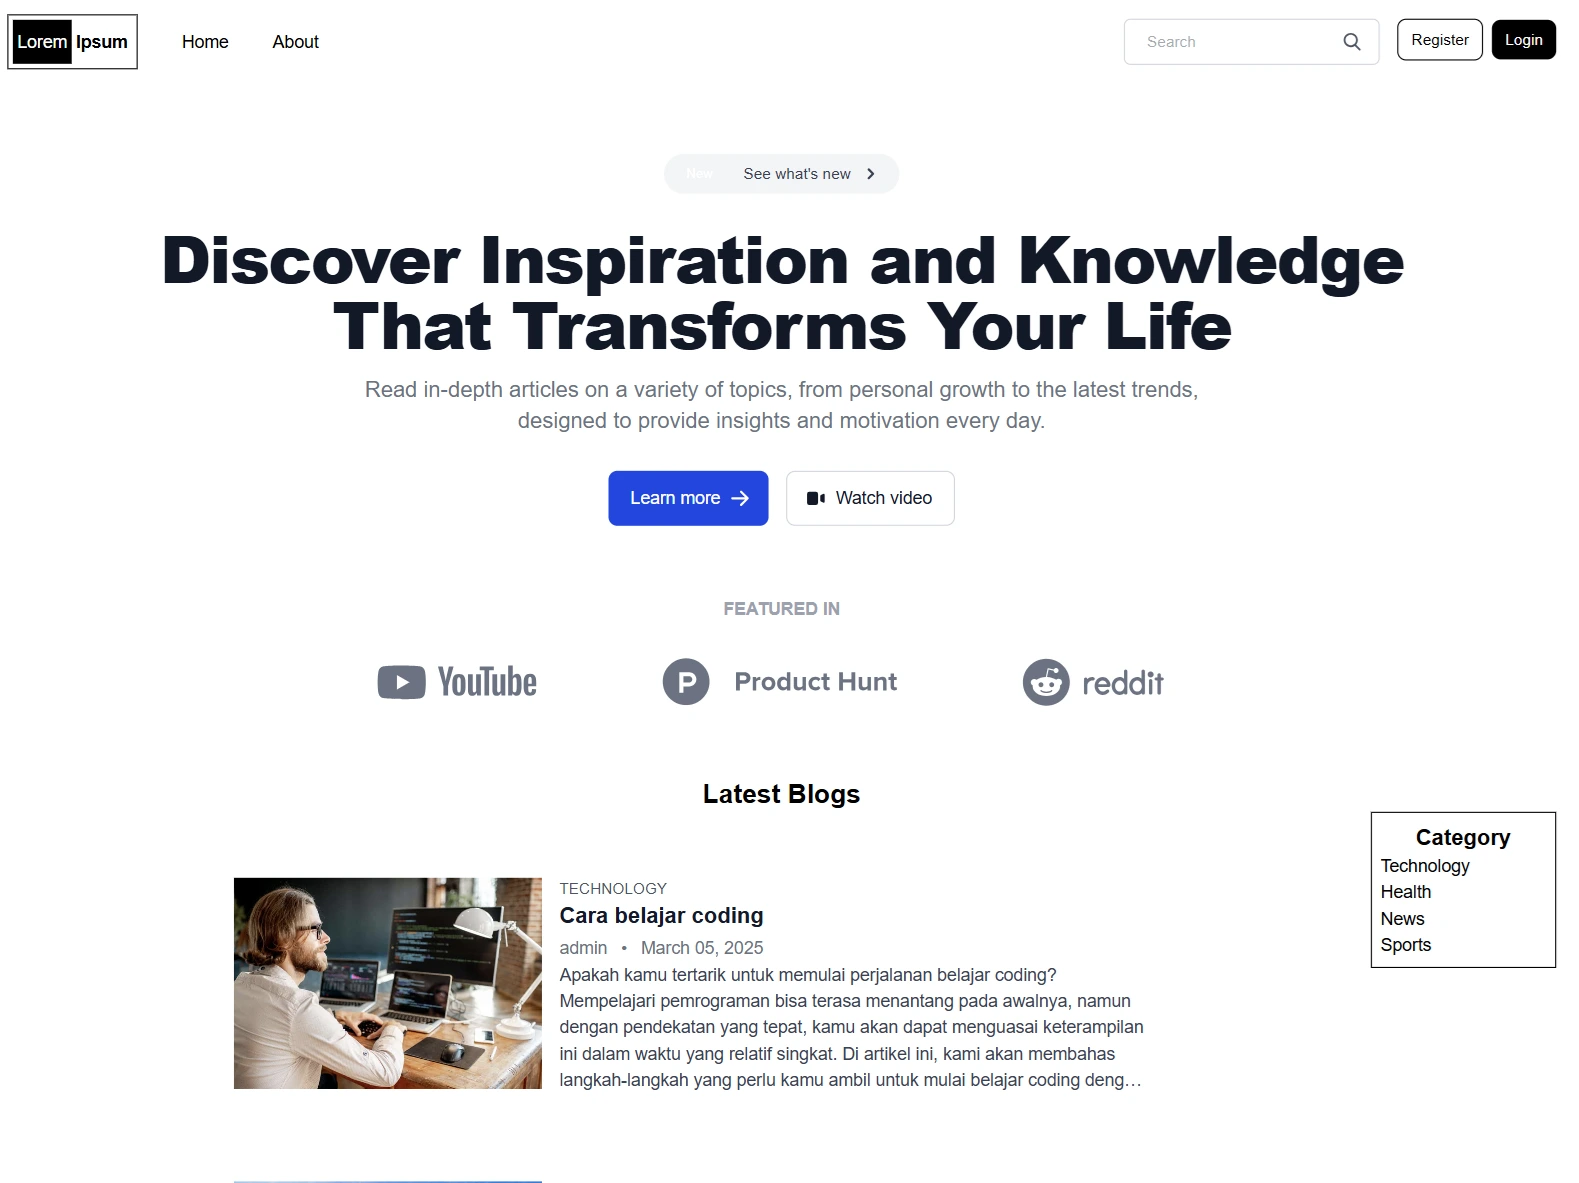 Lorem Ipsum
Home
About
Search
Register
Login
New
See what's new
Discover Inspiration and Knowledge
That Transforms Your Life
Read in-depth articles on a variety of topics, from personal growth to the latest trends,
designed to provide insights and motivation every day.
Learn more
Watch video
FEATURED IN
YouTube
P Product Hunt
reddit
Latest Blogs
TECHNOLOGY
Cara belajar coding
admin • March 05, 2025
Apakah kamu tertarik untuk memulai perjalanan belajar coding?
Mempelajari pemrograman bisa terasa menantang pada awalnya, namun
dengan pendekatan yang tepat, kamu akan dapat menguasai keterampilan
ini dalam waktu yang relatif singkat. Di artikel ini, kami akan membahas
langkah-langkah yang perlu kamu ambil untuk mulai belajar coding deng…
Category
Technology
Health
News
Sports